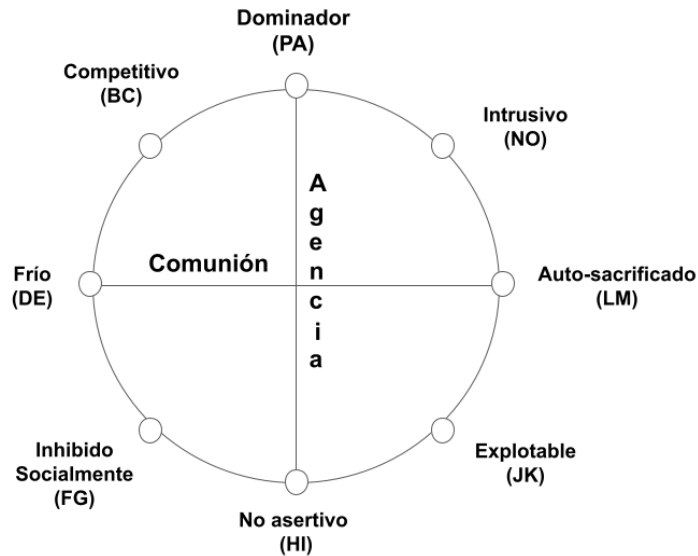 Dominador
(PA)
Competitivo
(BC)
Intrusivo
(NO)
Agencia
Comunión
Frío
(DE)
Auto-sacrificado
(LM)
Inhibido
Socialmente
(FG)
Explotable
(JK)
No asertivo
(HI)